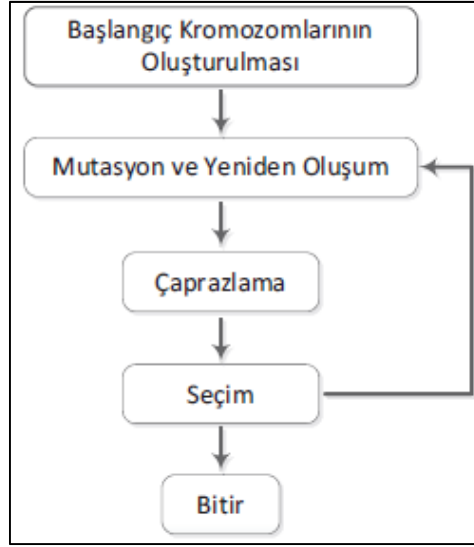 Başlangıç Kromozomlarının
Oluşturulması
Mutasyon ve Yeniden Oluşum
Çaprazlama
Seçim
Bitir